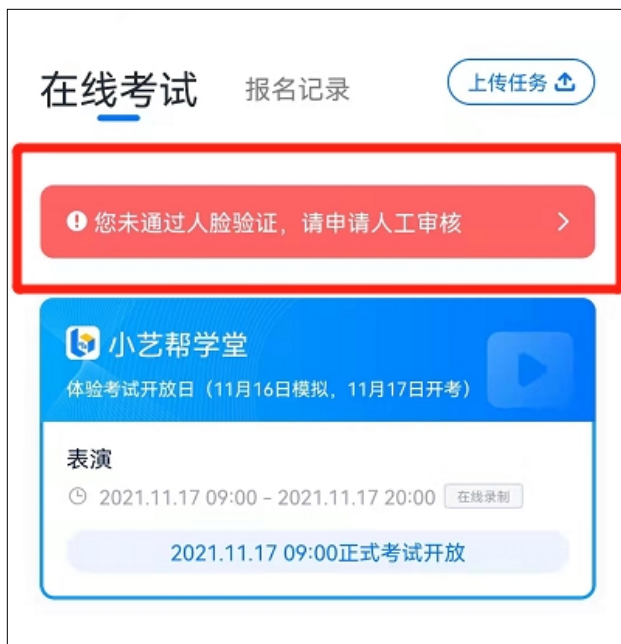 在线考试 报名记录 上传任务
您未通过人脸验证，请申请人工审核
小艺帮学堂
体验考试开放日（11月16日模拟，11月17日开考）
表演
2021.11.17 09:00 - 2021.11.17 20:00 在线录制
2021.11.17 09:00正式考试开放